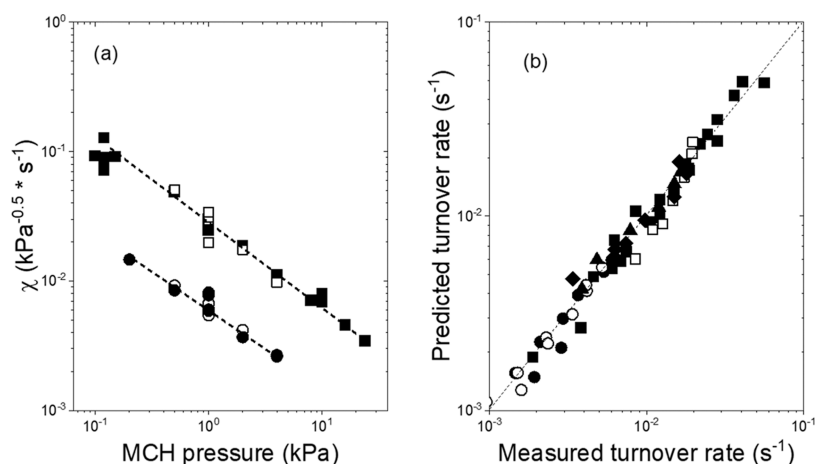 (a)
10⁰
10⁻¹
10⁻²
10⁻³
χ (kPa⁻⁰·⁵ * s⁻¹)
10⁻¹ 10⁰ 10¹
MCH pressure (kPa)
(b)
10⁻¹
10⁻²
10⁻³
Predicted turnover rate (s⁻¹)
10⁻³ 10⁻² 10⁻¹
Measured turnover rate (s⁻¹)